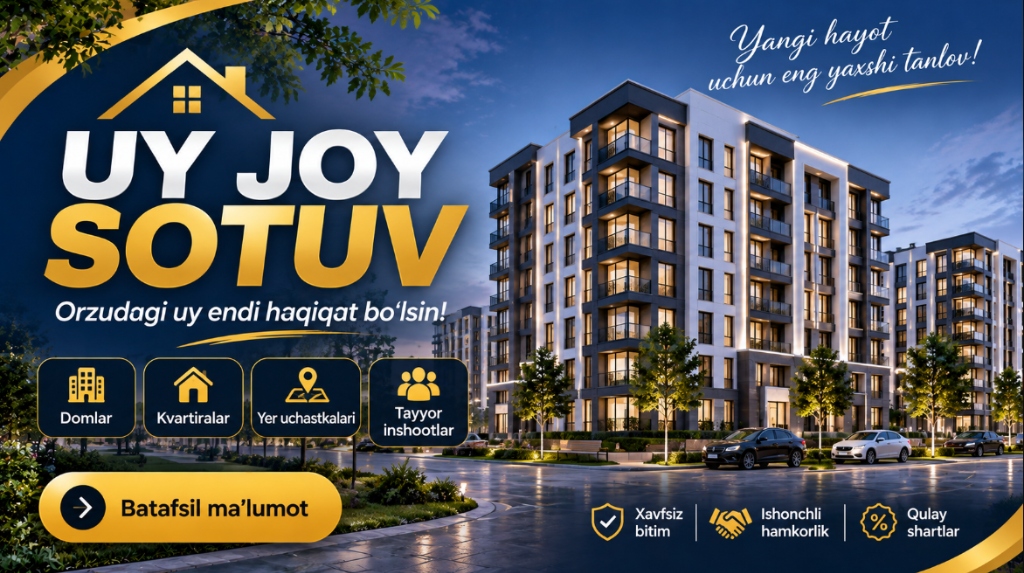 Yangi hayot
uchun eng yaxshi tanlov!
UY JOY
SOTUV
Orzudagi uy endi haqiqat bo‘lsin!
Domlar
Kvartiralar
Yer uchastkalari
Tayyor
inshootlar
Batafsil ma’lumot
Xavfsiz
bitim
Ishonchli
hamkorlik
Qulay
shartlar